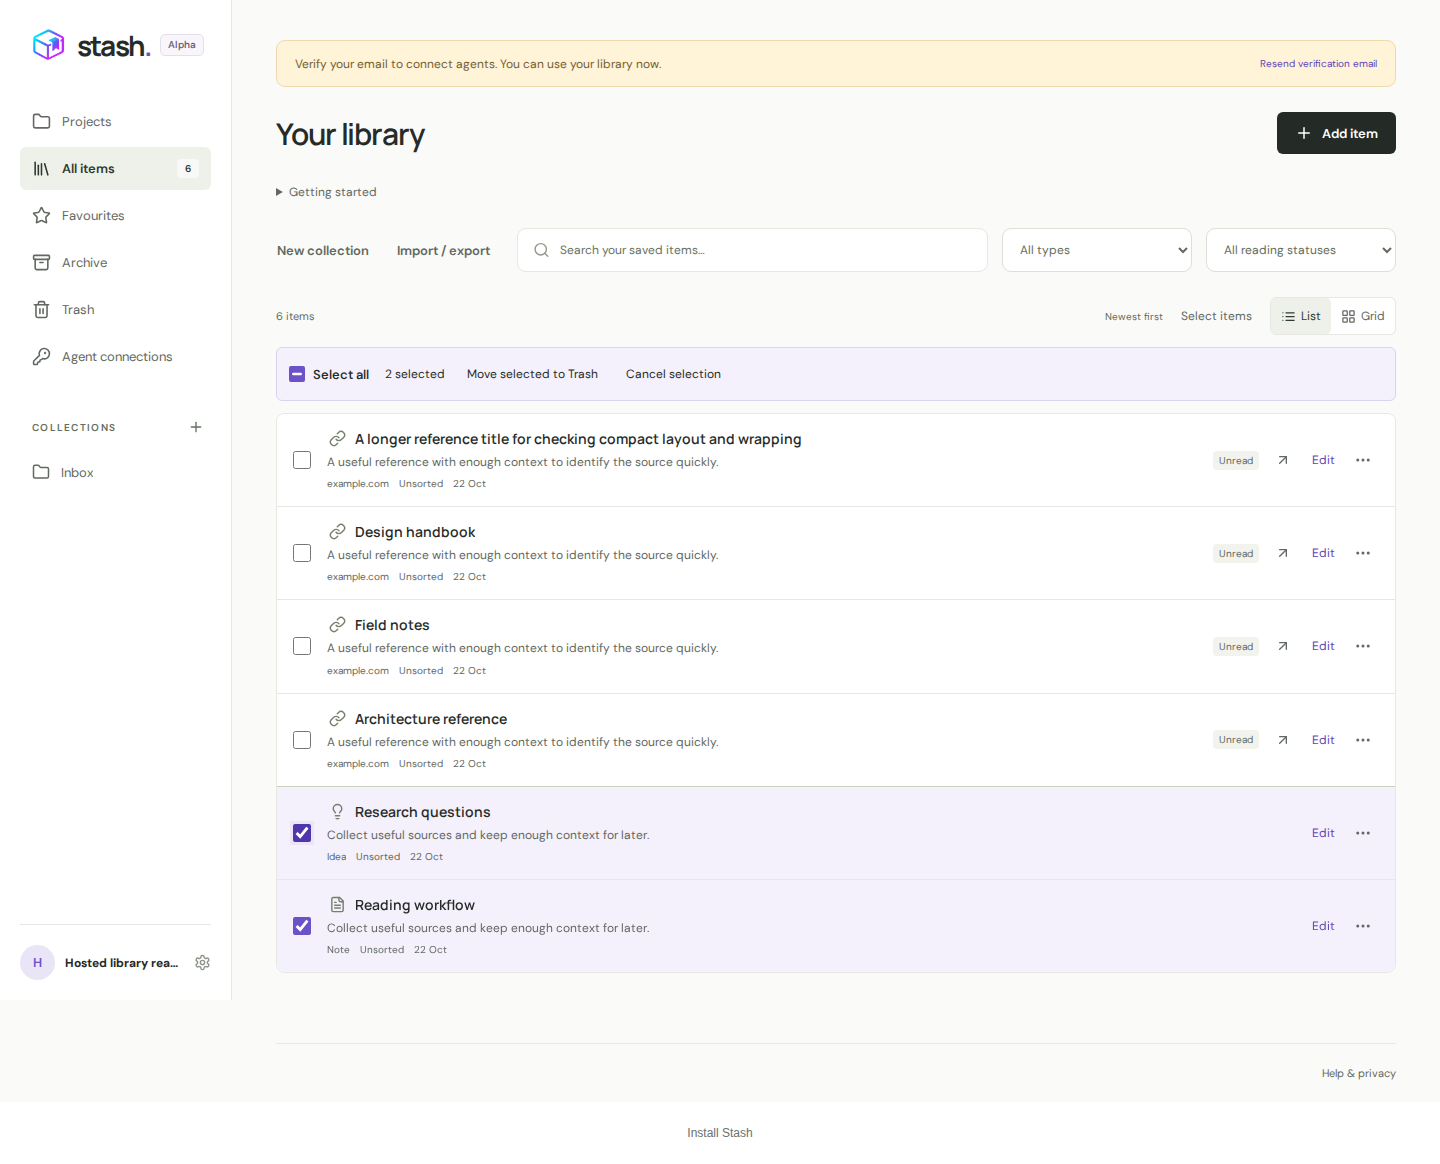 stash.
Alpha
Projects
All items 6
Favourites
Archive
Trash
Agent connections
COLLECTIONS
Inbox
H Hosted library rea...
Verify your email to connect agents. You can use your library now. Resend verification email
Your library
Add item
Getting started
New collection Import / export Search your saved items... All types All reading statuses
6 items Newest first Select items List Grid
Select all 2 selected Move selected to Trash Cancel selection
A longer reference title for checking compact layout and wrapping
A useful reference with enough context to identify the source quickly.
example.com Unsorted 22 Oct
Unread Edit
Design handbook
A useful reference with enough context to identify the source quickly.
example.com Unsorted 22 Oct
Unread Edit
Field notes
A useful reference with enough context to identify the source quickly.
example.com Unsorted 22 Oct
Unread Edit
Architecture reference
A useful reference with enough context to identify the source quickly.
example.com Unsorted 22 Oct
Unread Edit
Research questions
Collect useful sources and keep enough context for later.
Idea Unsorted 22 Oct
Edit
Reading workflow
Collect useful sources and keep enough context for later.
Note Unsorted 22 Oct
Edit
Help & privacy
Install Stash